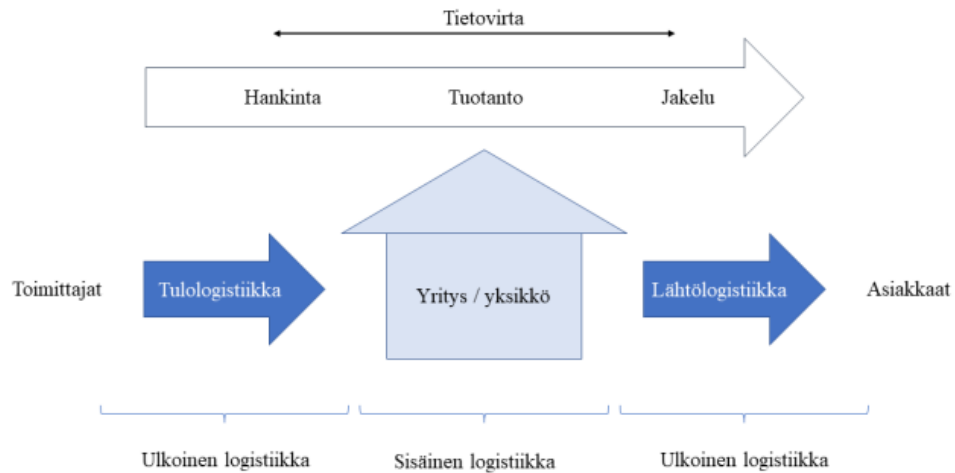 Tietovirta
Hankinta Tuotanto Jakelu
Toimittajat Tulologistiikka Yritys / yksikkö Lähtölogistiikka Asiakkaat
Ulkoinen logistiikka Sisäinen logistiikka Ulkoinen logistiikka